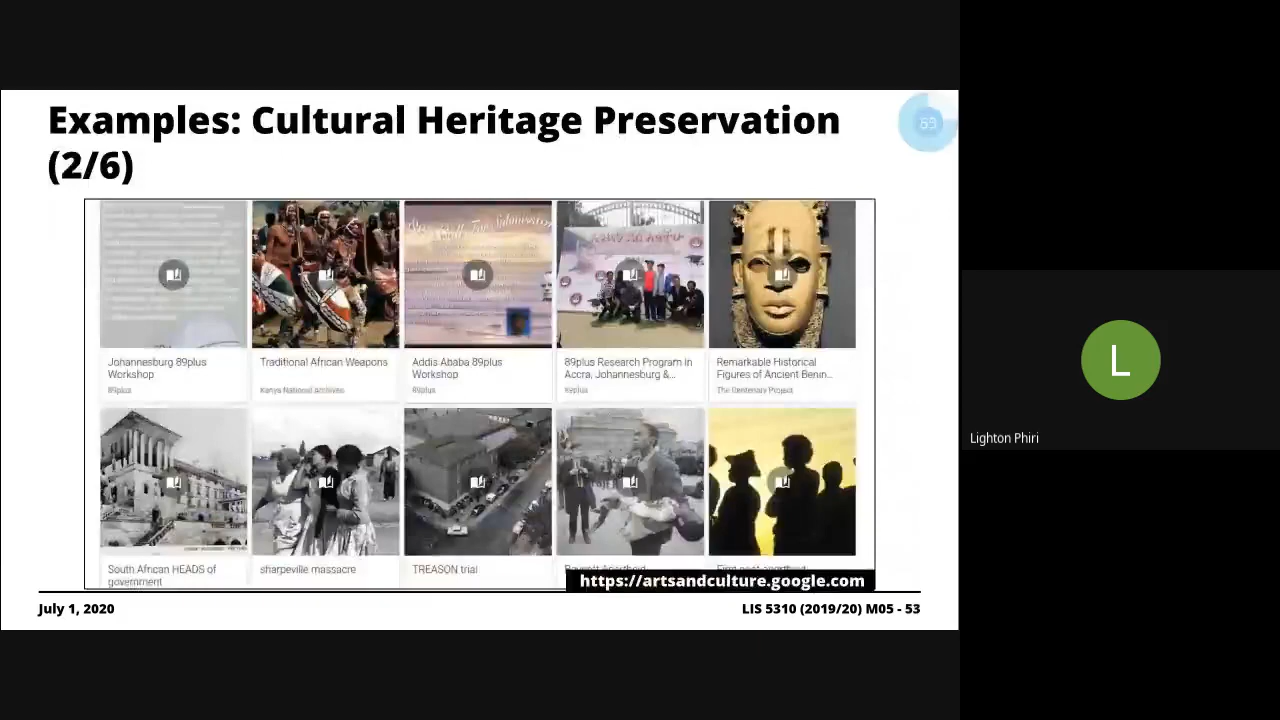 Examples: Cultural Heritage Preservation
(2/6)
Johannesburg 89plus
Workshop
89plus
Traditional African Weapons
Kenya National Archives
Addis Ababa 89plus
Workshop
89plus
89plus Research Program in
Accra, Johannesburg &...
89plus
Remarkable Historical
Figures of Ancient Benin...
The Centenary Project
South African HEADS of
government
sharpeville massacre
TREASON trial
https://artsandculture.google.com
July 1, 2020
LIS 5310 (2019/20) M05 - 53
L
Lighton Phiri